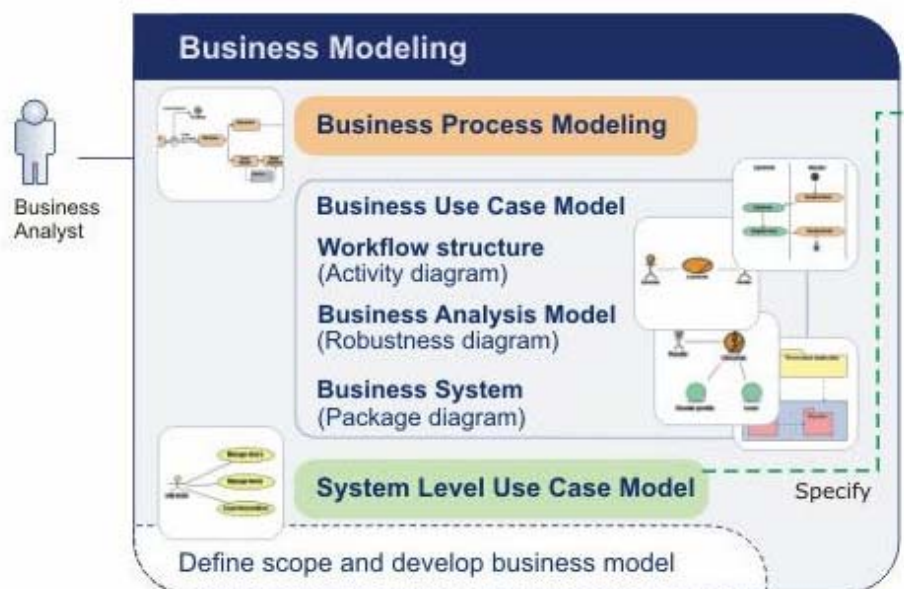 Business Modeling
Business Process Modeling
Business
Analyst
Business Use Case Model
Workflow structure
(Activity diagram)
Business Analysis Model
(Robustness diagram)
Business System
(Package diagram)
System Level Use Case Model
Specify
Define scope and develop business model